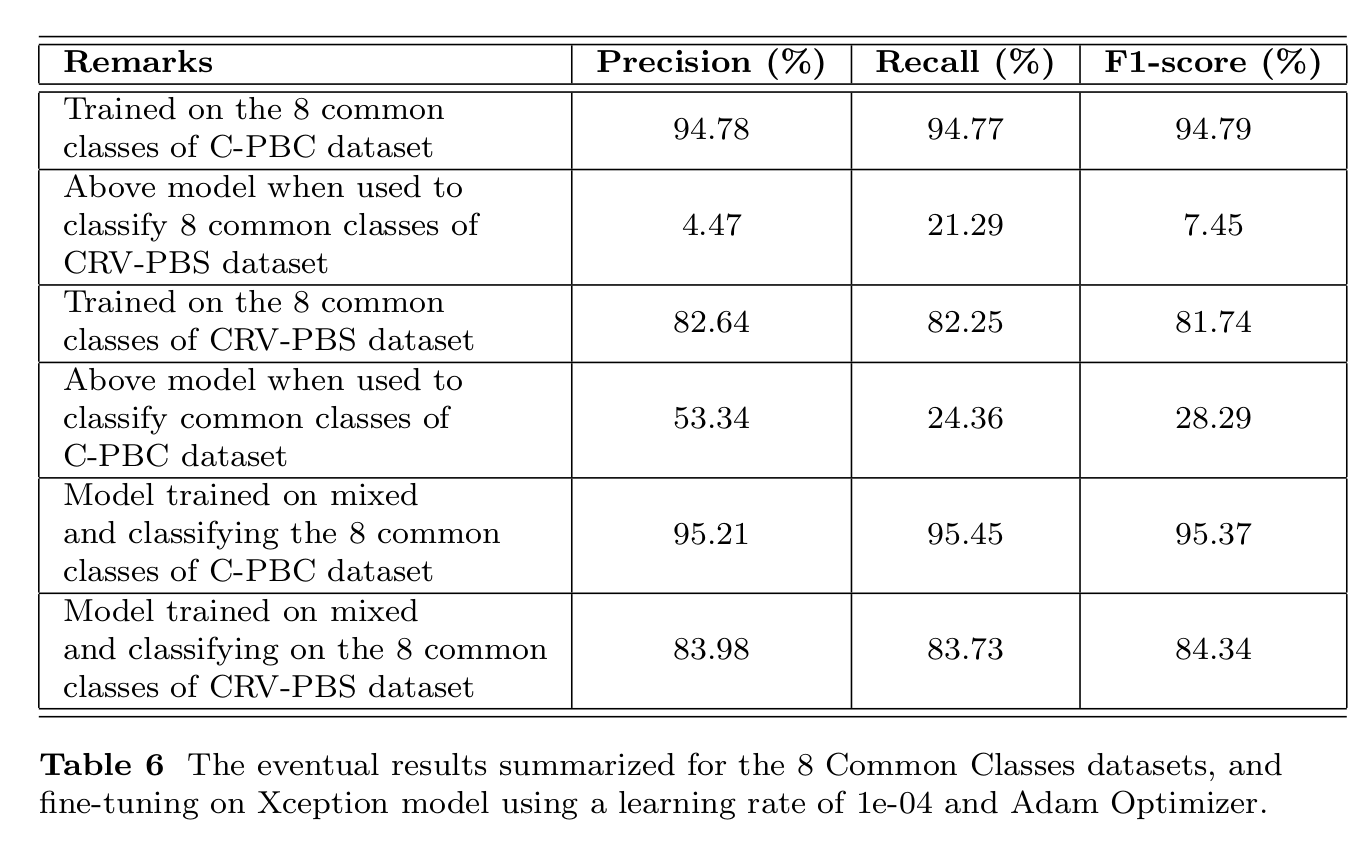 Remarks Precision (%) Recall (%) F1-score (%)
Trained on the 8 common
classes of C-PBC dataset
94.78 94.77 94.79
Above model when used to
classify 8 common classes of
CRV-PBS dataset
4.47 21.29 7.45
Trained on the 8 common
classes of CRV-PBS dataset
82.64 82.25 81.74
Above model when used to
classify common classes of
C-PBC dataset
53.34 24.36 28.29
Model trained on mixed
and classifying the 8 common
classes of C-PBC dataset
95.21 95.45 95.37
Model trained on mixed
and classifying on the 8 common
classes of CRV-PBS dataset
83.98 83.73 84.34
Table 6 The eventual results summarized for the 8 Common Classes datasets, and
fine-tuning on Xception model using a learning rate of 1e-04 and Adam Optimizer.